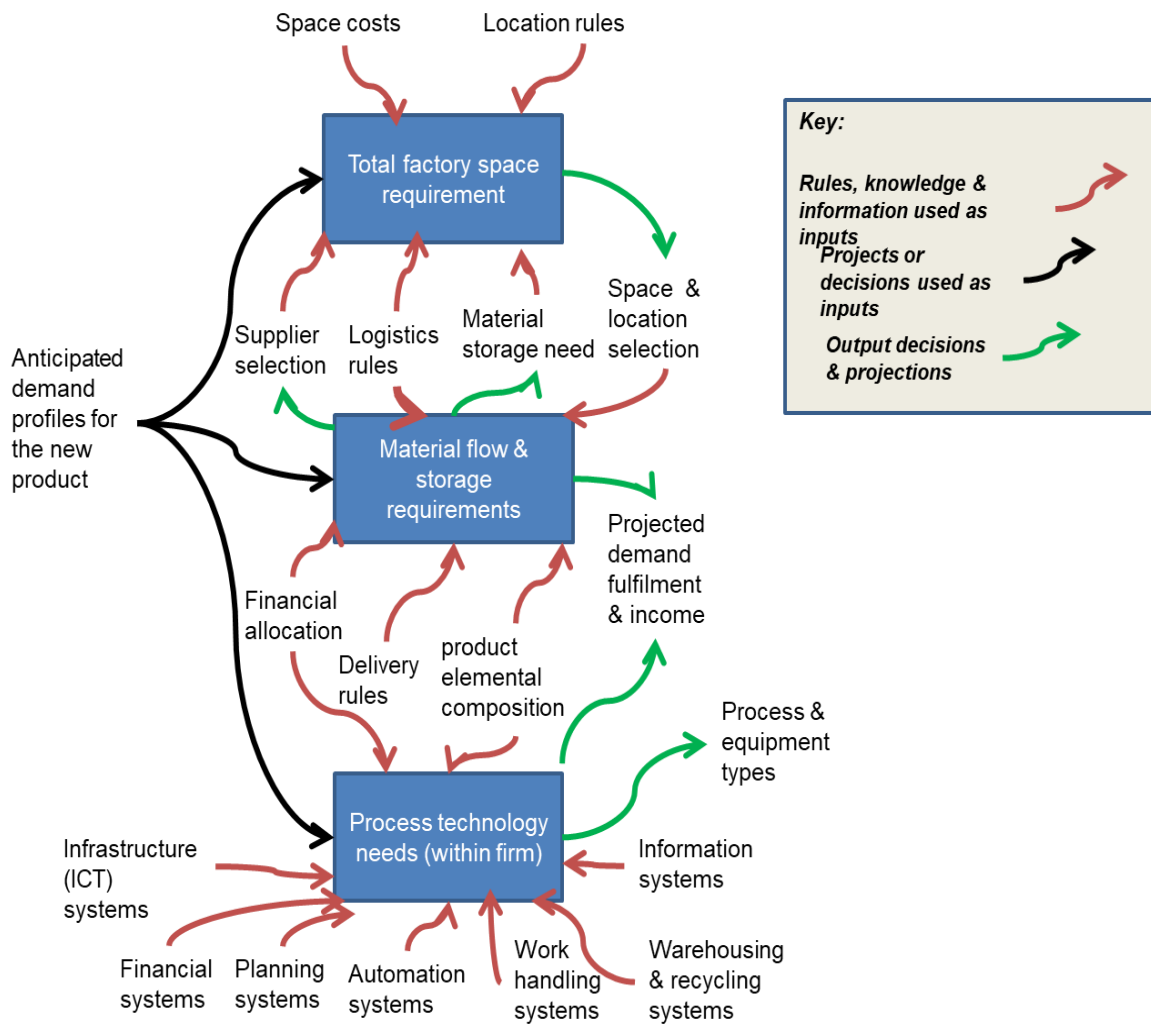 Space costs
Location rules
Total factory space
requirement
Key:
Rules, knowledge &
information used as
inputs
Projects or
decisions used as
inputs
Output decisions
& projections
Supplier
selection
Logistics
rules
Material
storage need
Space  &
location
selection
Anticipated
demand
profiles for
the new
product
Material flow &
storage
requirements
Projected
demand
fulfilment
& income
Financial
allocation
Delivery
rules
product
elemental
composition
Process &
equipment
types
Process technology
needs (within firm)
Infrastructure
(ICT)
systems
Information
systems
Financial
systems
Planning
systems
Automation
systems
Work
handling
systems
Warehousing
& recycling
systems